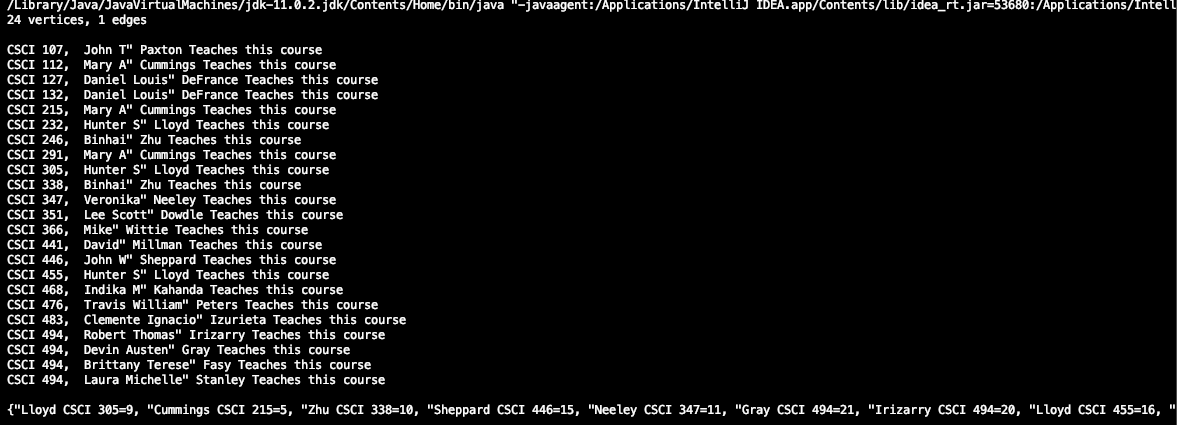 /Library/Java/JavaVirtualMachines/jdk-11.0.2.jdk/Contents/Home/bin/java "-javaagent:/Applications/IntelliJ IDEA.app/Contents/lib/idea_rt.jar=53680:/Applications/Intell
24 vertices, 1 edges
CSCI 107,  John T" Paxton Teaches this course
CSCI 112,  Mary A" Cummings Teaches this course
CSCI 127,  Daniel Louis" DeFrance Teaches this course
CSCI 132,  Daniel Louis" DeFrance Teaches this course
CSCI 215,  Mary A" Cummings Teaches this course
CSCI 232,  Hunter S" Lloyd Teaches this course
CSCI 246,  Binhai" Zhu Teaches this course
CSCI 291,  Mary A" Cummings Teaches this course
CSCI 305,  Hunter S" Lloyd Teaches this course
CSCI 338,  Binhai" Zhu Teaches this course
CSCI 347,  Veronika" Neeley Teaches this course
CSCI 351,  Lee Scott" Dowdle Teaches this course
CSCI 366,  Mike" Wittie Teaches this course
CSCI 441,  David" Millman Teaches this course
CSCI 446,  John W" Sheppard Teaches this course
CSCI 455,  Hunter S" Lloyd Teaches this course
CSCI 468,  Indika M" Kahanda Teaches this course
CSCI 476,  Travis William" Peters Teaches this course
CSCI 483,  Clemente Ignacio" Izurieta Teaches this course
CSCI 494,  Robert Thomas" Irizarry Teaches this course
CSCI 494,  Devin Austen" Gray Teaches this course
CSCI 494,  Brittany Terese" Fasy Teaches this course
CSCI 494,  Laura Michelle" Stanley Teaches this course
{"Lloyd CSCI 305=9, "Cummings CSCI 215=5, "Zhu CSCI 338=10, "Sheppard CSCI 446=15, "Neeley CSCI 347=11, "Gray CSCI 494=21, "Irizarry CSCI 494=20, "Lloyd CSCI 455=16, "